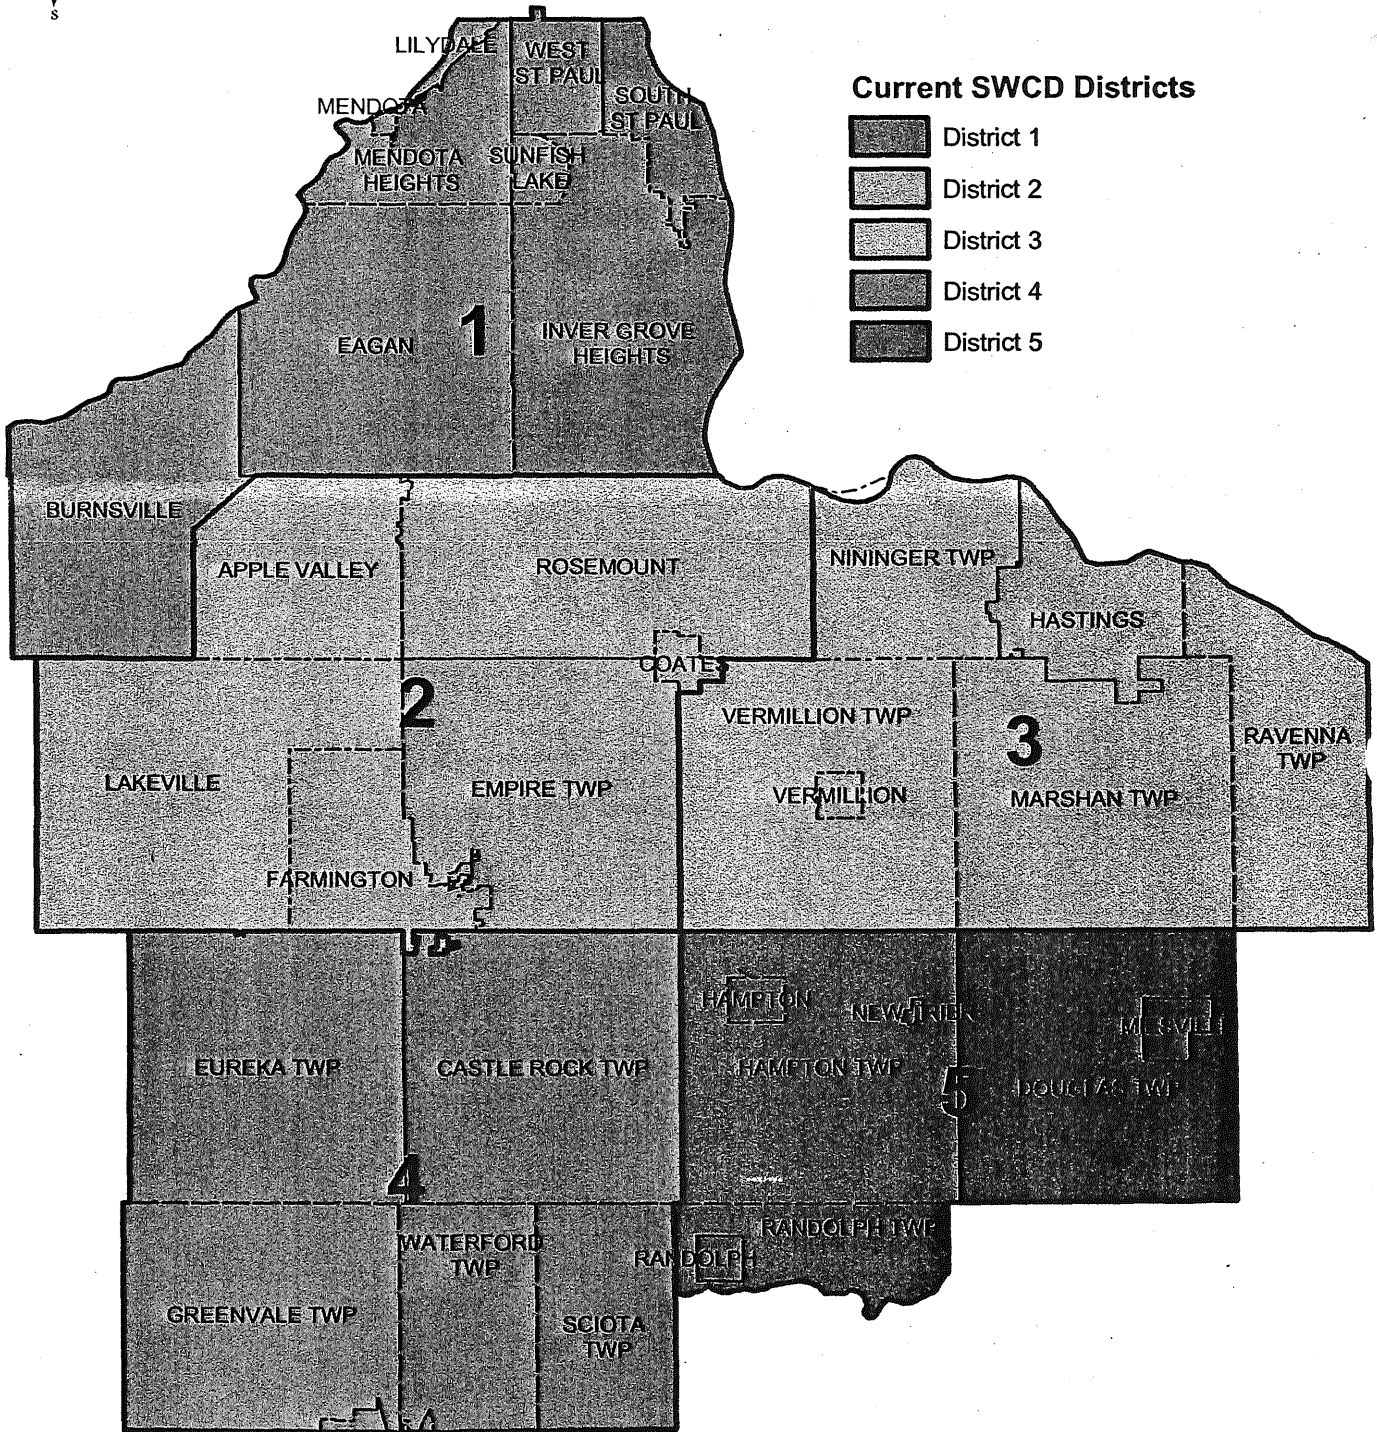 S
LILYDALE
WEST
ST PAUL
Current SWCD Districts
MENDOTA
SOUTH
ST PAUL
District 1
MENDOTA
HEIGHTS
SUNFISH
LAKE
District 2
District 3
District 4
1
EAGAN
INVER GROVE
HEIGHTS
District 5
BURNSVILLE
APPLE VALLEY
ROSEMOUNT
NININGER TWP
HASTINGS
COATES
2
VERMILLION TWP
3
RAVENNA
TWP
LAKEVILLE
EMPIRE TWP
VERMILLION
MARSHAN TWP
FARMINGTON
HAMPTON
NEW TRIER
EUREKA TWP
CASTLE ROCK TWP
HAMPTON TWP
5
DOUGLAS TWP
4
WATERFORD
TWP
RANDOLPH TWP
RANDOLPH
GREENVALE TWP
SCIOTA
TWP